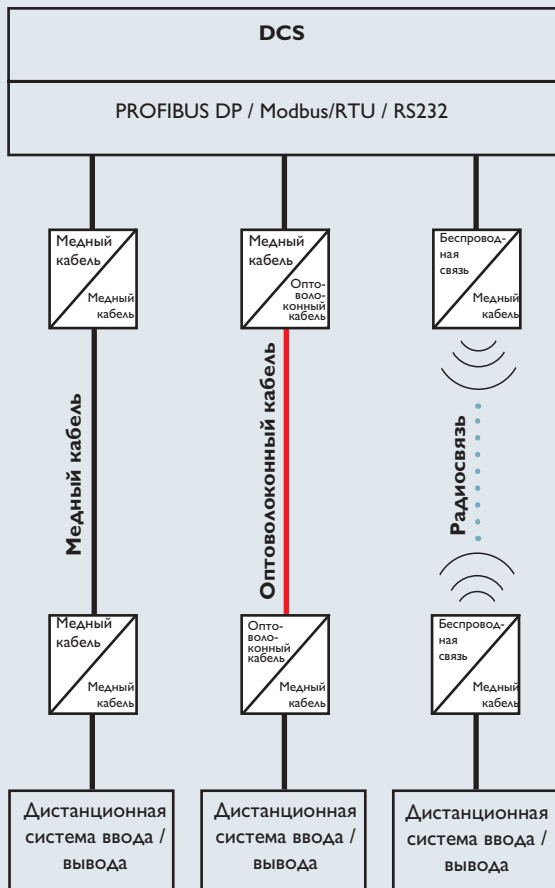 DCS
PROFIBUS DP / Modbus/RTU / RS232
Медный
кабель
Медный
кабель
Медный
кабель
Опто-
воло-
конный
кабель
Беспровод-
ная
связь
Медный
кабель
Медный кабель
Оптоволоконный кабель
Радиосвязь
Медный
кабель
Медный
кабель
Опто-
воло-
конный
кабель
Медный
кабель
Беспровод-
ная
связь
Медный
кабель
Дистанционная
система ввода /
вывода
Дистанционная
система ввода /
вывода
Дистанционная
система ввода /
вывода